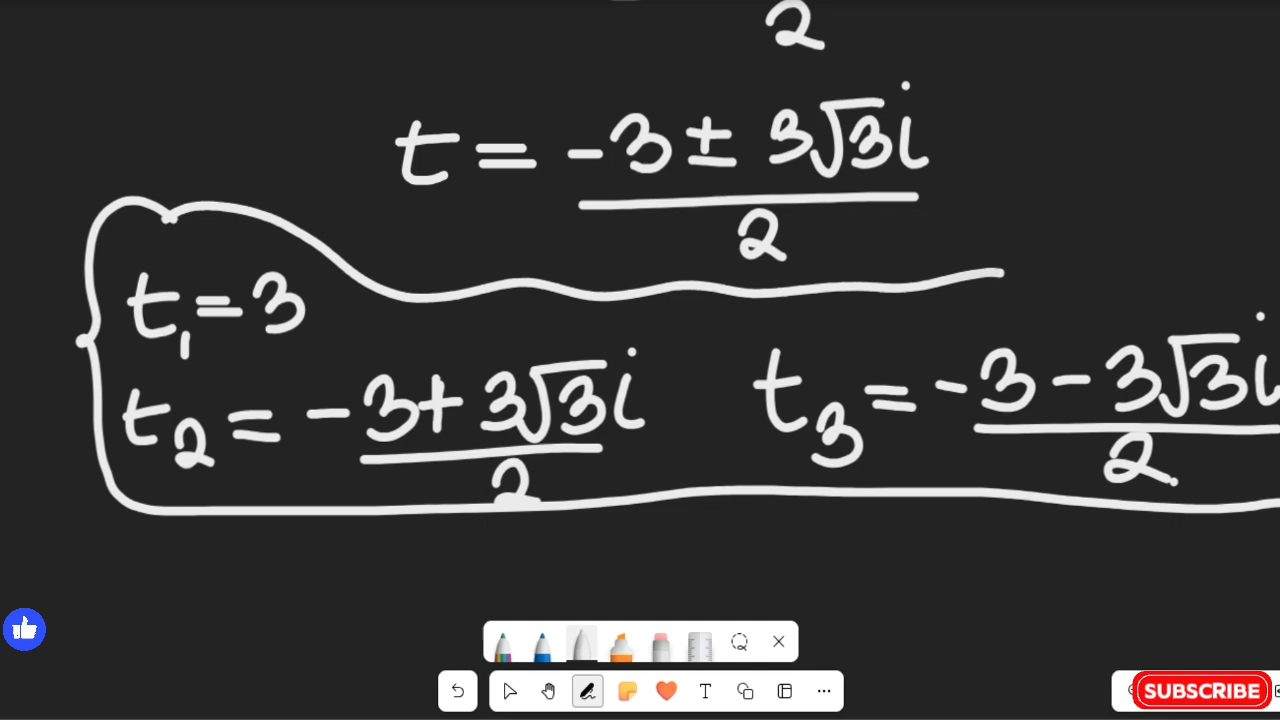 2
t = -3 ± 3√3i
2
t₁ = 3
t₂ = -3 + 3√3i t₃ = -3 - 3√3i
2 2
T
SUBSCRIBE